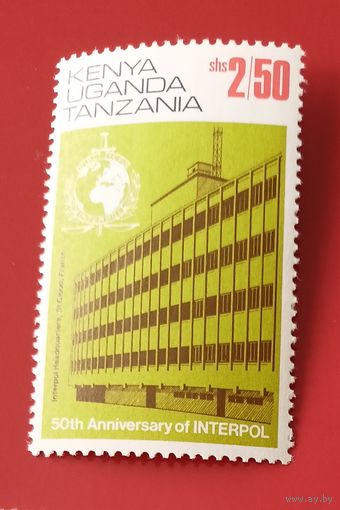 KENYA
UGANDA
TANZANIA
shs 2/50
Interpol Headquarters, St Cloud, France
50th Anniversary of INTERPOL
www.ay.by